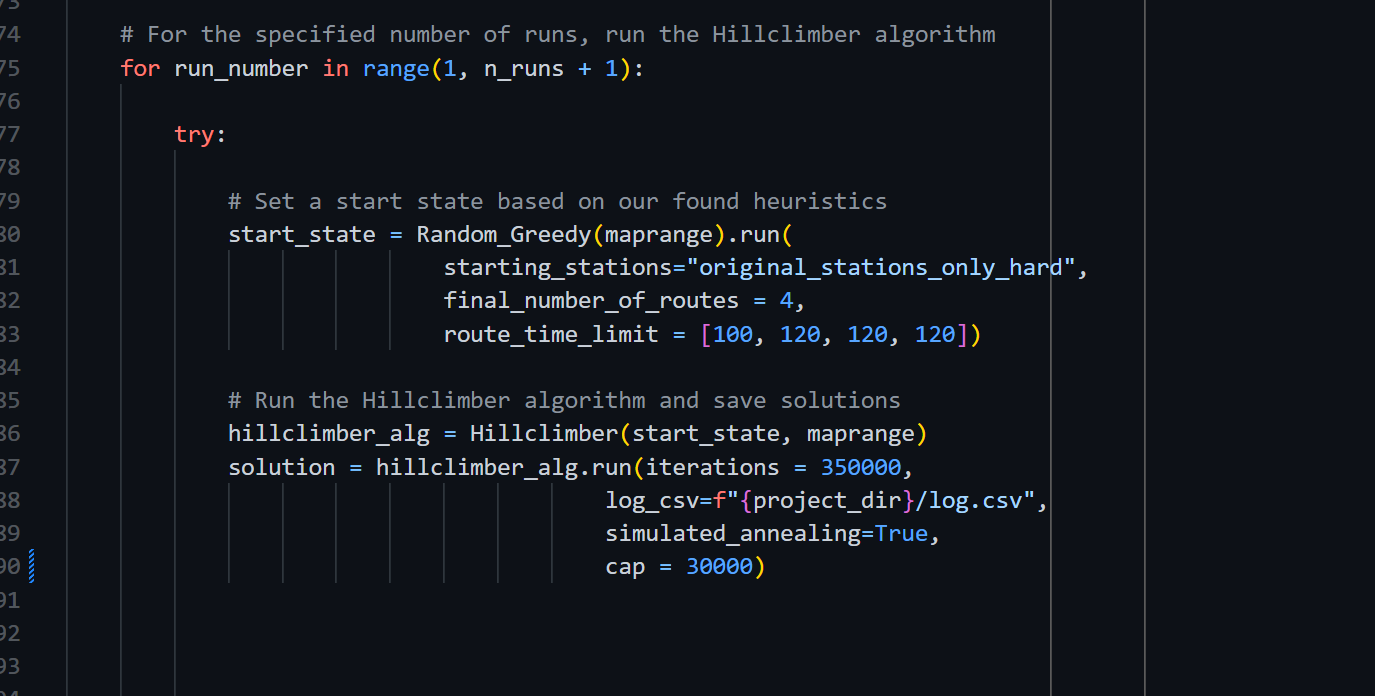 74 # For the specified number of runs, run the Hillclimber algorithm
75 for run_number in range(1, n_runs + 1):
76
77 try:
78
79 # Set a start state based on our found heuristics
80 start_state = Random_Greedy(maprange).run(
81 starting_stations="original_stations_only_hard",
82 final_number_of_routes = 4,
83 route_time_limit = [100, 120, 120, 120])
84
85 # Run the Hillclimber algorithm and save solutions
86 hillclimber_alg = Hillclimber(start_state, maprange)
87 solution = hillclimber_alg.run(iterations = 350000,
88 log_csv=f"{project_dir}/log.csv",
89 simulated_annealing=True,
90 cap = 30000)
91
92
93